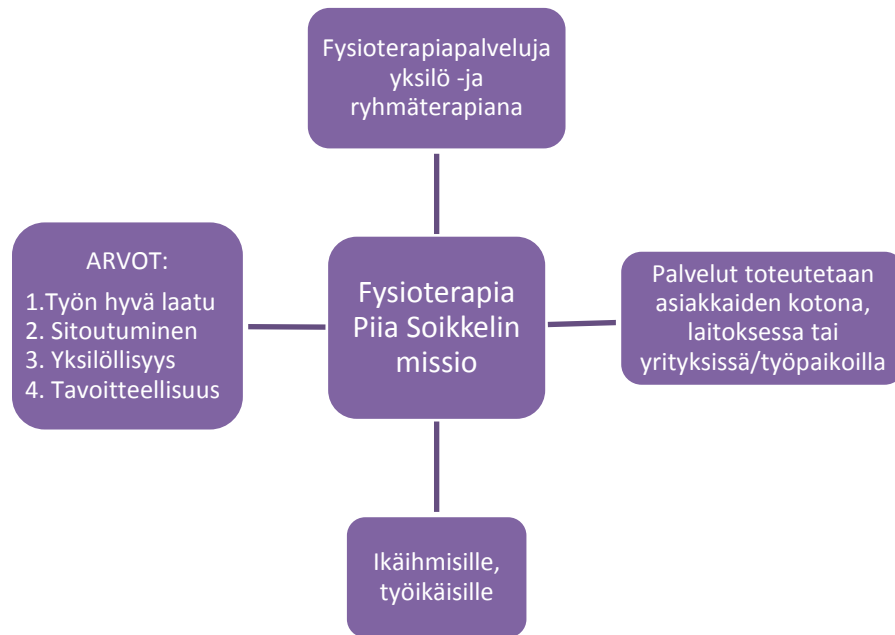 Fysioterapiapalveluja
yksilö -ja
ryhmäterapiana
ARVOT:
1.Työn hyvä laatu
2. Sitoutuminen
3. Yksilöllisyys
4. Tavoitteellisuus
Fysioterapia
Piia Soikkelin
missio
Palvelut toteutetaan
asiakkaiden kotona,
laitoksessa tai
yrityksissä/työpaikoilla
Ikäihmisille,
työikäisille